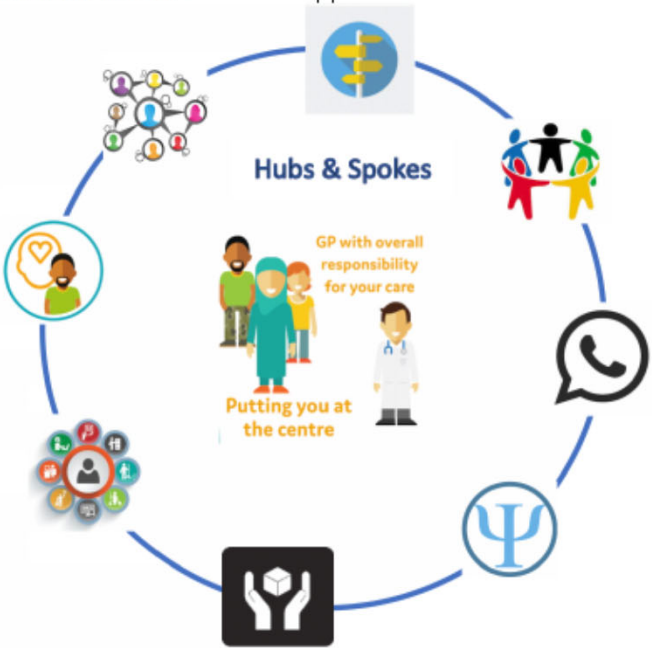 Hubs & Spokes
GP with overall
responsibility
for your care
Putting you at
the centre